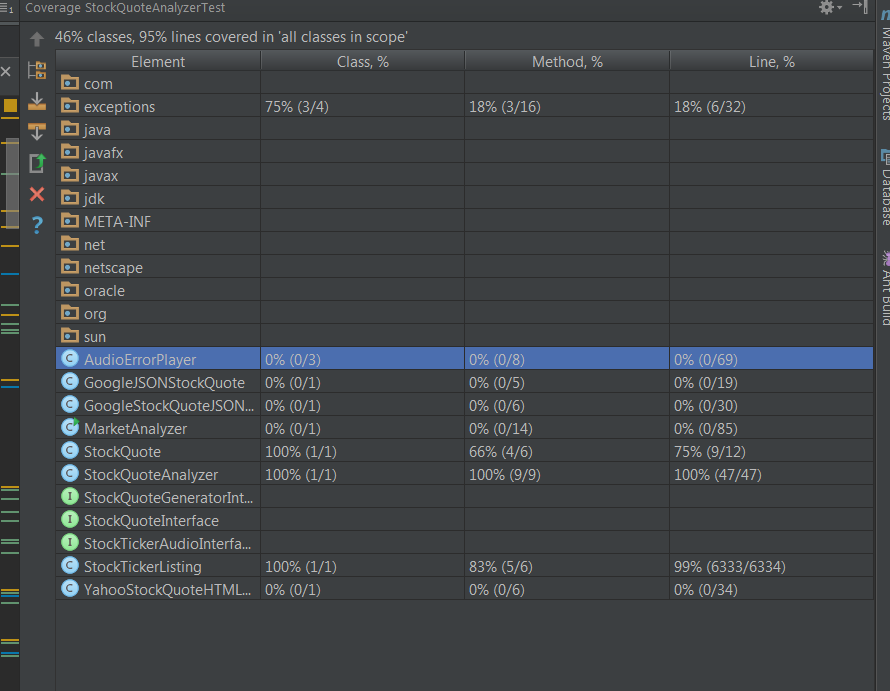 Coverage StockQuoteAnalyzerTest
46% classes, 95% lines covered in 'all classes in scope'
Element Class, % Method, % Line, %
com
exceptions 75% (3/4) 18% (3/16) 18% (6/32)
java
javafx
javax
jdk
META-INF
net
netscape
oracle
org
sun
AudioErrorPlayer 0% (0/3) 0% (0/8) 0% (0/69)
GoogleJSONStockQuote 0% (0/1) 0% (0/5) 0% (0/19)
GoogleStockQuoteJSON... 0% (0/1) 0% (0/6) 0% (0/30)
MarketAnalyzer 0% (0/1) 0% (0/14) 0% (0/85)
StockQuote 100% (1/1) 66% (4/6) 75% (9/12)
StockQuoteAnalyzer 100% (1/1) 100% (9/9) 100% (47/47)
StockQuoteGeneratorInt...
StockQuoteInterface
StockTickerAudioInterfa...
StockTickerListing 100% (1/1) 83% (5/6) 99% (6333/6334)
YahooStockQuoteHTML... 0% (0/1) 0% (0/6) 0% (0/34)
Maven Projects
Database
Ant Build